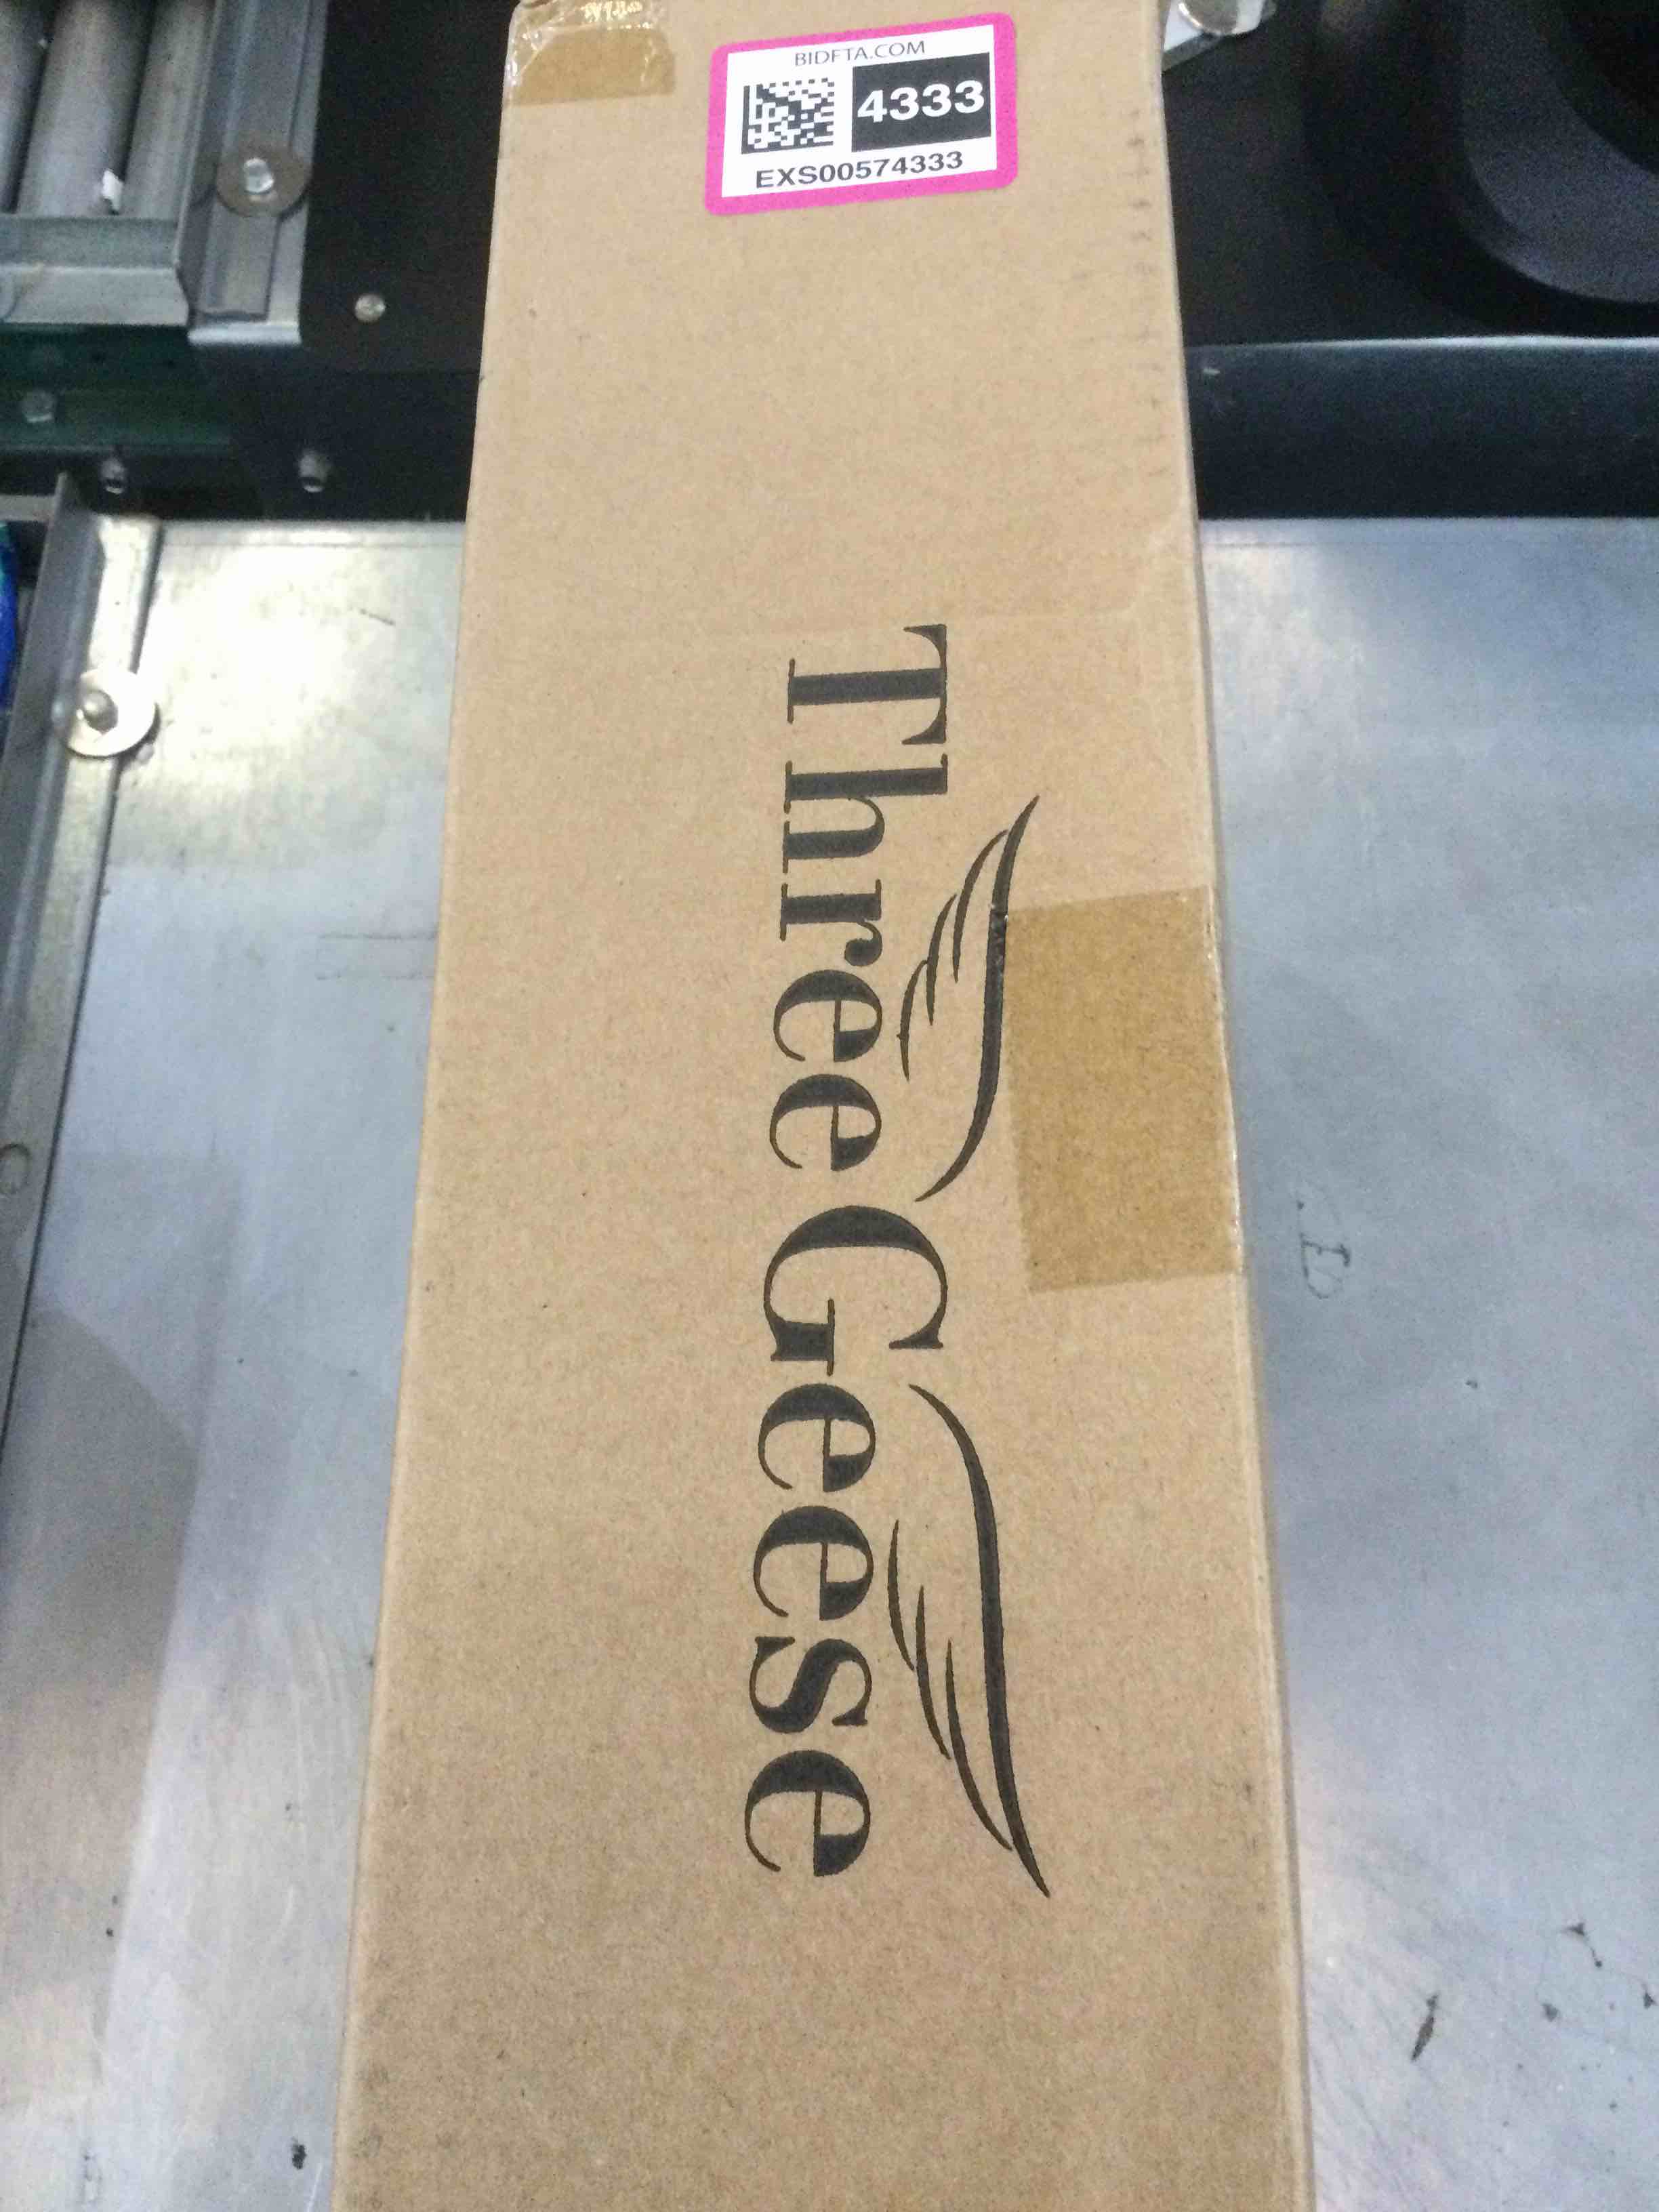 BIDFTA.COM
4333
EXS00574333
Three Geese